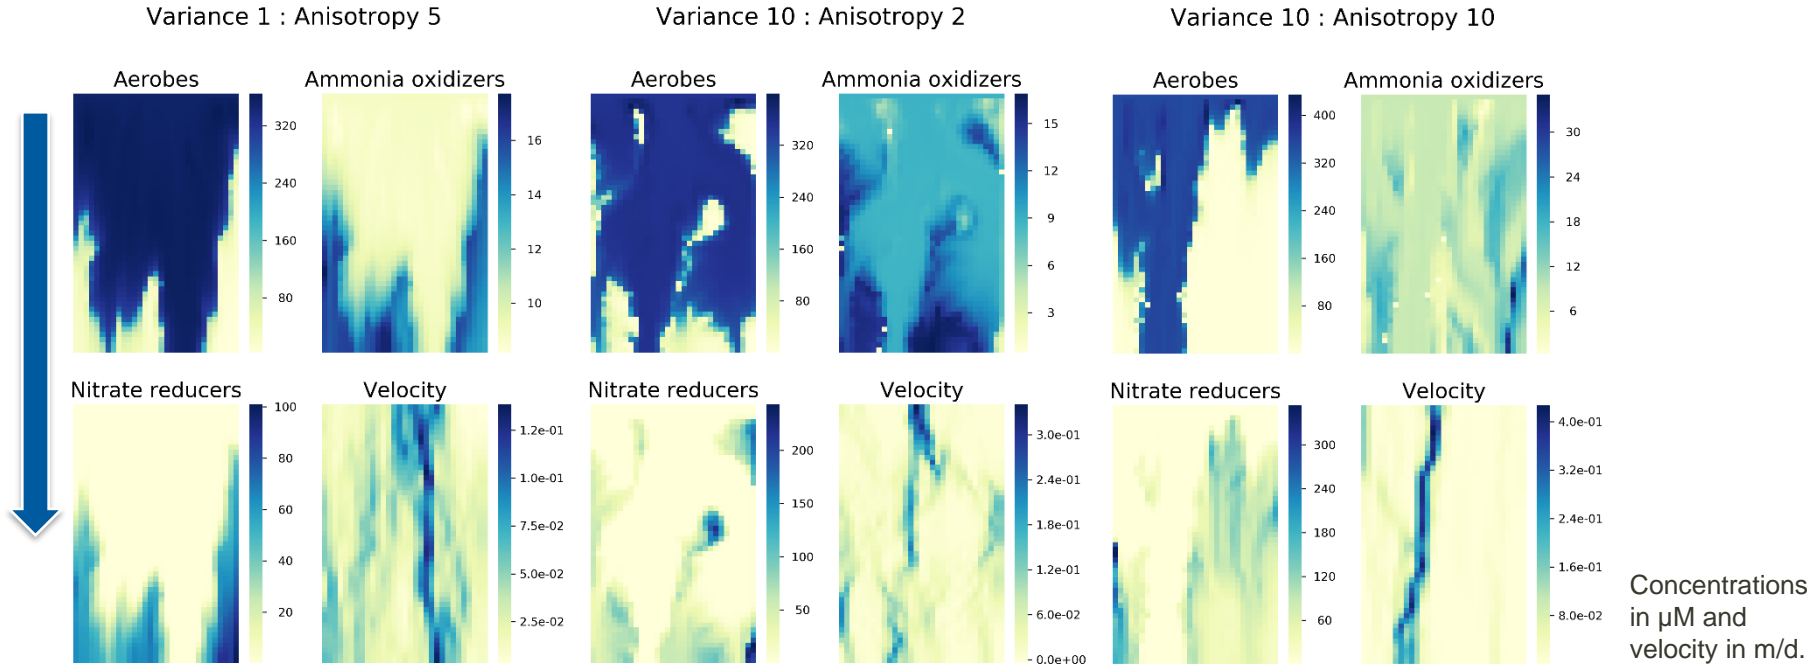 Variance 1 : Anisotropy 5
Variance 10 : Anisotropy 2
Variance 10 : Anisotropy 10
Aerobes
Ammonia oxidizers
Aerobes
Ammonia oxidizers
Aerobes
Ammonia oxidizers
320
240
160
80
16
14
12
10
320
240
160
80
15
12
9
6
3
400
320
240
160
80
30
24
18
12
6
Nitrate reducers
Velocity
Nitrate reducers
Velocity
Nitrate reducers
Velocity
100
80
60
40
20
1.2e-01
1.0e-01
7.5e-02
5.0e-02
2.5e-02
200
150
100
50
3.0e-01
2.4e-01
1.8e-01
1.2e-01
6.0e-02
0.0e+00
300
240
180
120
60
4.0e-01
3.2e-01
2.4e-01
1.6e-01
8.0e-02
Concentrations
in µM and
velocity in m/d.